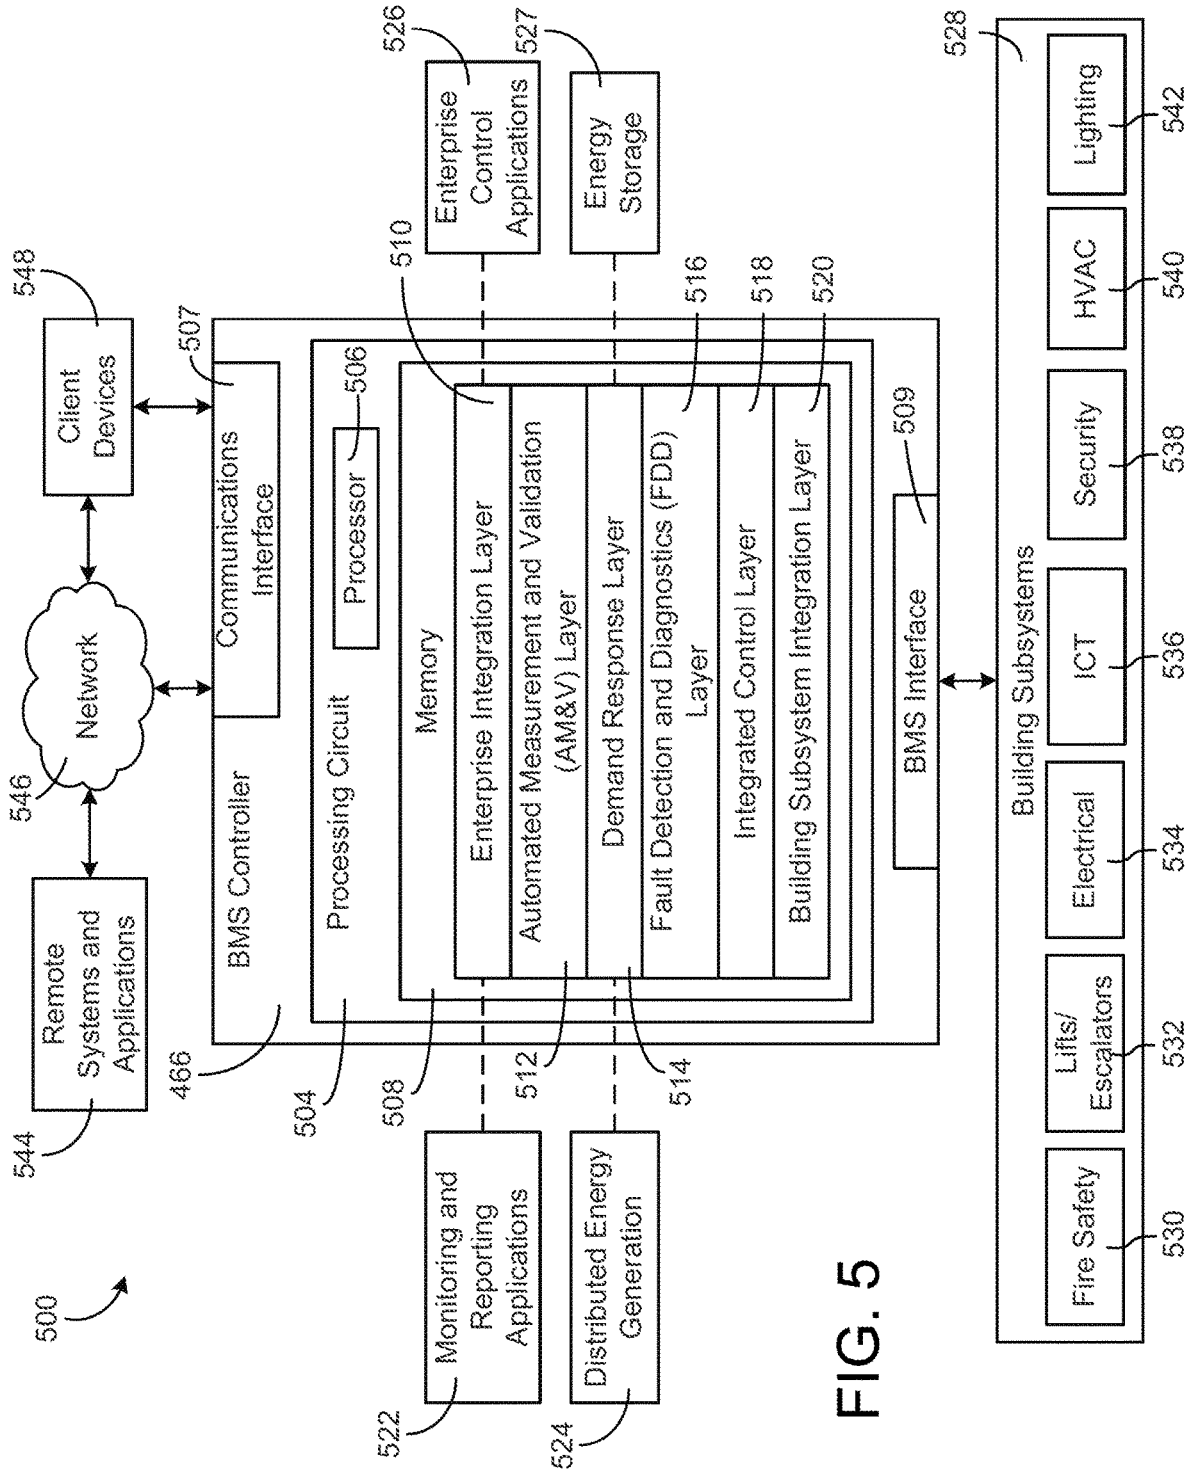 500
544
Remote
Systems and
Applications
546
Network
548
Client
Devices
466
BMS Controller
507
Communications
Interface
504
Processing Circuit
506
Processor
508
Memory
510
Enterprise Integration Layer
512
Automated Measurement and Validation
(AM&V) Layer
514
Demand Response Layer
516
Fault Detection and Diagnostics (FDD)
Layer
518
Integrated Control Layer
520
Building Subsystem Integration Layer
522
Monitoring and
Reporting
Applications
524
Distributed Energy
Generation
526
Enterprise
Control
Applications
527
Energy
Storage
509
BMS Interface
528
Building Subsystems
Fire Safety
530
Lifts/
Escalators
532
Electrical
534
ICT
536
Security
538
HVAC
540
Lighting
542
FIG. 5